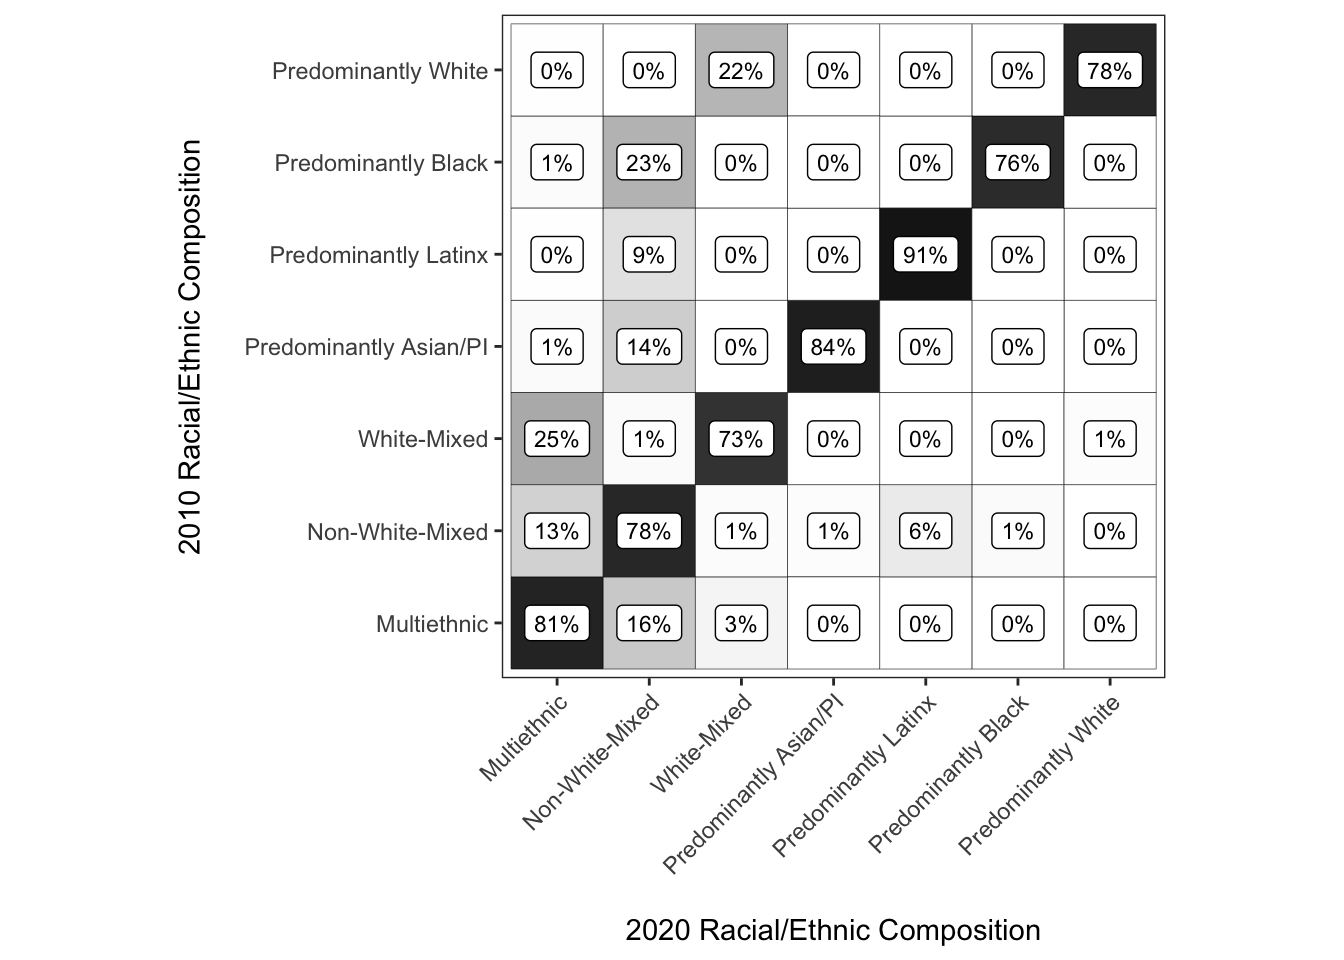 2010 Racial/Ethnic Composition
Predominantly White 0% 0% 22% 0% 0% 0% 78%
Predominantly Black 1% 23% 0% 0% 0% 76% 0%
Predominantly Latinx 0% 9% 0% 0% 91% 0% 0%
Predominantly Asian/PI 1% 14% 0% 84% 0% 0% 0%
White-Mixed 25% 1% 73% 0% 0% 0% 1%
Non-White-Mixed 13% 78% 1% 1% 6% 1% 0%
Multiethnic 81% 16% 3% 0% 0% 0% 0%
Multiethnic
Non-White-Mixed
White-Mixed
Predominantly Asian/PI
Predominantly Latinx
Predominantly Black
Predominantly White
2020 Racial/Ethnic Composition